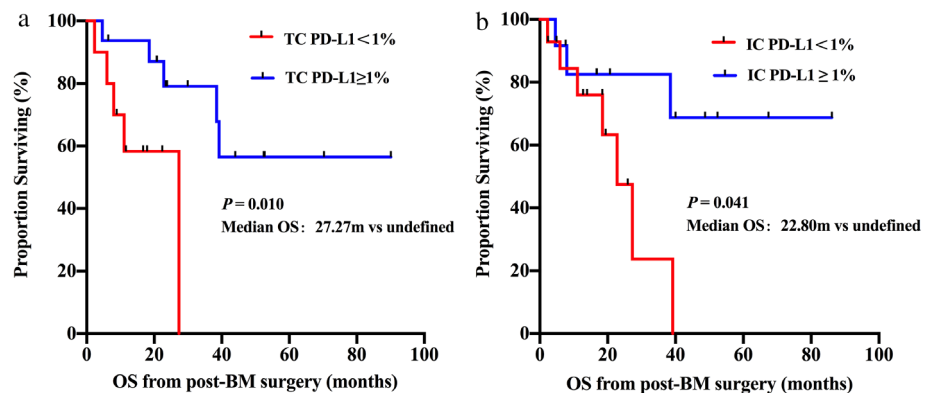 a
TC PD-L1<1%
TC PD-L1≥1%
P = 0.010
Median OS: 27.27m vs undefined
Proportion Surviving (%)
100
80
60
40
20
0
0 20 40 60 80 100
OS from post-BM surgery (months)
b
IC PD-L1<1%
IC PD-L1 ≥ 1%
P = 0.041
Median OS: 22.80m vs undefined
Proportion Surviving (%)
100
80
60
40
20
0
0 20 40 60 80 100
OS from post-BM surgery (months)